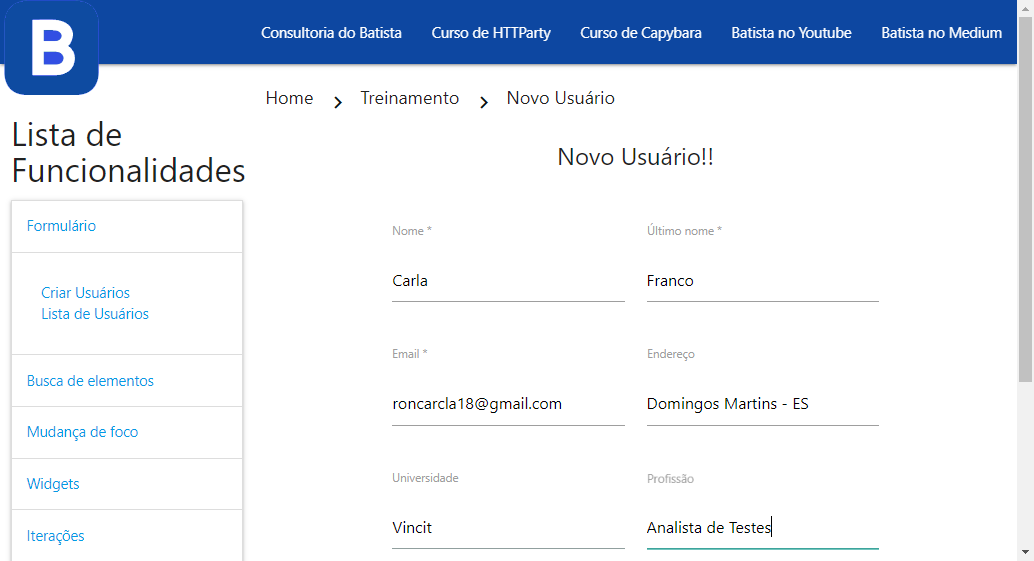 B
Consultoria do Batista Curso de HTTParty Curso de Capybara Batista no Youtube Batista no Medium
Home > Treinamento > Novo Usuário
Lista de
Funcionalidades
Formulário
Criar Usuários
Lista de Usuários
Busca de elementos
Mudança de foco
Widgets
Iterações
Novo Usuário!!
Nome * Último nome *
Carla Franco
Email * Endereço
roncarcla18@gmail.com Domingos Martins - ES
Universidade Profissão
Vincit Analista de Testes